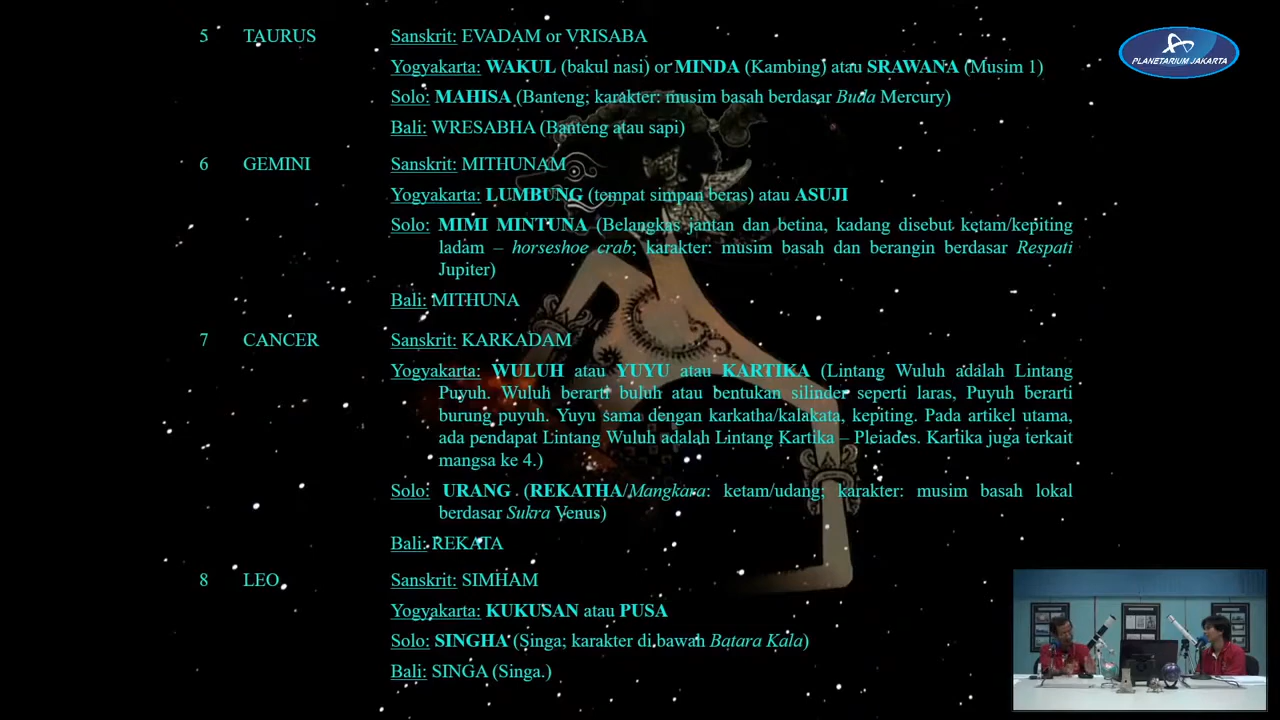 PLANETARIUM JAKARTA
5 TAURUS Sanskrit: EVADAM or VRISABA
Yogyakarta: WAKUL (bakul nasi) or MINDA (Kambing) atau SRAWANA (Musim 1)
Solo: MAHISA (Banteng; karakter: musim basah berdasar Buda Mercury)
Bali: WRESABHA (Banteng atau sapi)
6 GEMINI Sanskrit: MITHUNAM
Yogyakarta: LUMBUNG (tempat simpan beras) atau ASUJI
Solo: MIMI MINTUNA (Belangkas jantan dan betina, kadang disebut ketam/kepiting
ladam – horseshoe crab; karakter: musim basah dan berangin berdasar Respati
Jupiter)
Bali: MITHUNA
7 CANCER Sanskrit: KARKADAM
Yogyakarta: WULUH atau YUYU atau KARTIKA (Lintang Wuluh adalah Lintang
Puyuh. Wuluh berarti buluh atau bentukan silinder seperti laras, Puyuh berarti
burung puyuh. Yuyu sama dengan karkatha/kalakata, kepiting. Pada artikel utama,
ada pendapat Lintang Wuluh adalah Lintang Kartika – Pleiades. Kartika juga terkait
mangsa ke 4.)
Solo: URANG (REKATHA/Mangkara: ketam/udang; karakter: musim basah lokal
berdasar Sukra Venus)
Bali: REKATA
8 LEO Sanskrit: SIMHAM
Yogyakarta: KUKUSAN atau PUSA
Solo: SINGHA (Singa; karakter di bawan Batara Kala)
Bali: SINGA (Singa.)